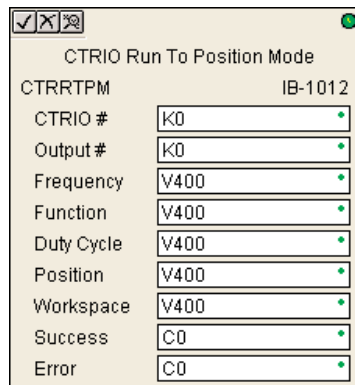 CTRIO Run To Position Mode
CTRRTPM IB-1012
CTRIO # K0
Output # K0
Frequency V400
Function V400
Duty Cycle V400
Position V400
Workspace V400
Success C0
Error C0